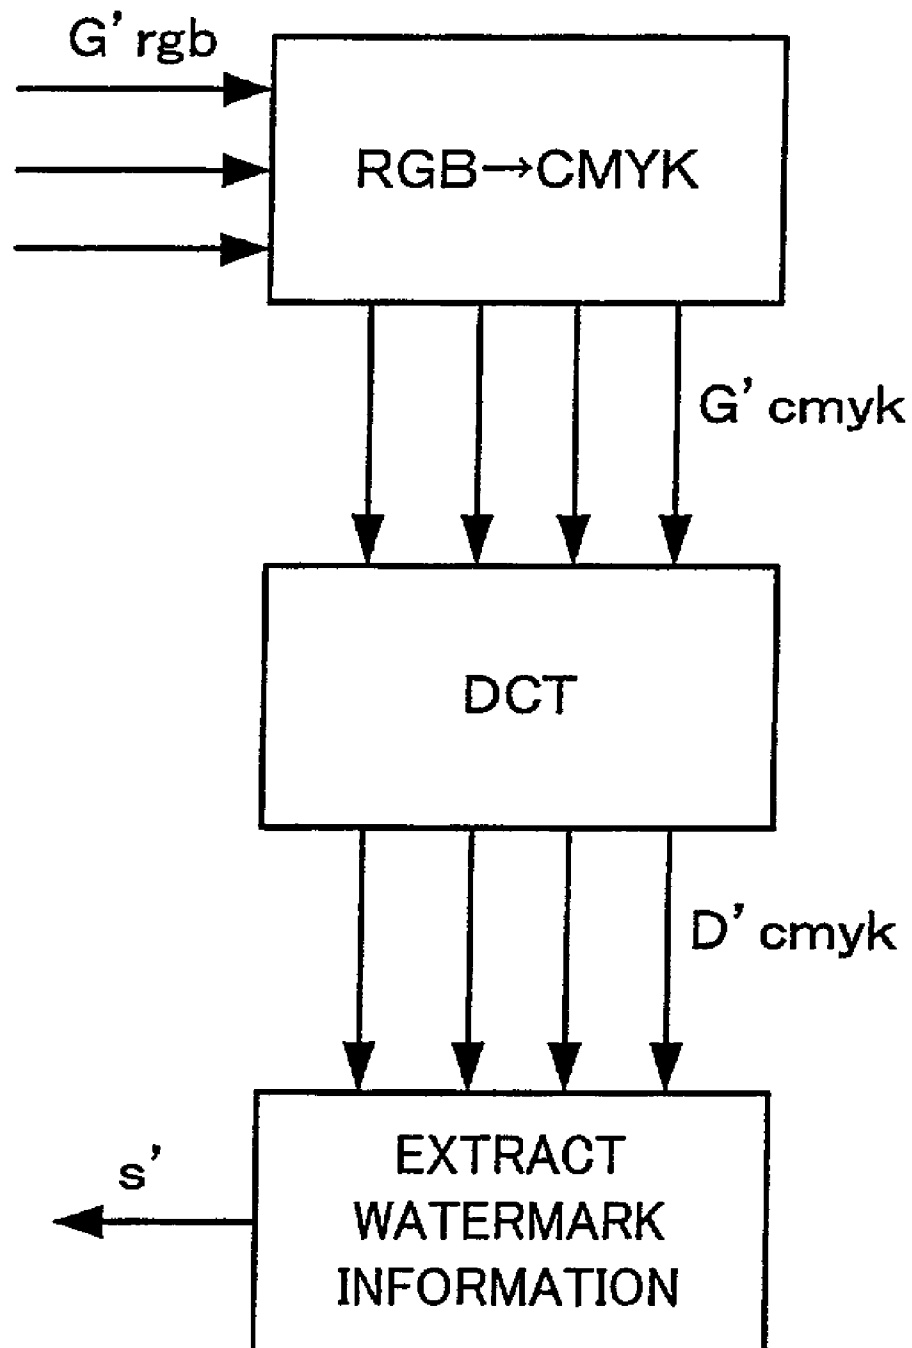 G' rgb
RGB→CMYK
G' cmyk
DCT
D' cmyk
s'
EXTRACT
WATERMARK
INFORMATION